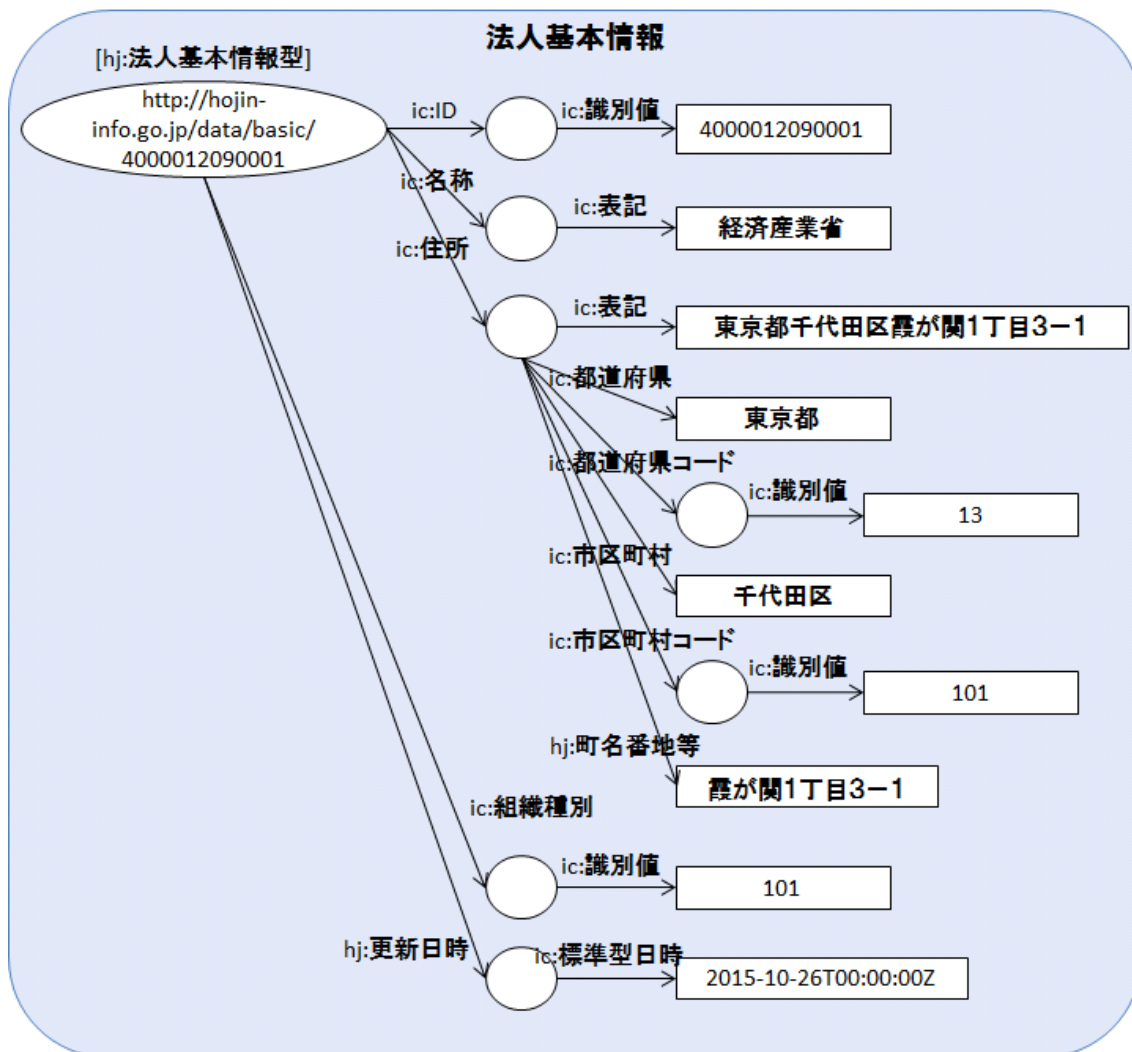 法人基本情報
[hj:法人基本情報型]
http://hojin-
info.go.jp/data/basic/
4000012090001
ic:ID
ic:識別値
4000012090001
ic:名称
ic:表記
経済産業省
ic:住所
ic:表記
東京都千代田区霞が関1丁目3-1
ic:都道府県
東京都
ic:都道府県コード
ic:識別値
13
ic:市区町村
千代田区
ic:市区町村コード
ic:識別値
101
hj:町名番地等
霞が関1丁目3-1
ic:組織種別
ic:識別値
101
hj:更新日時
ic:標準型日時
2015-10-26T00:00:00Z